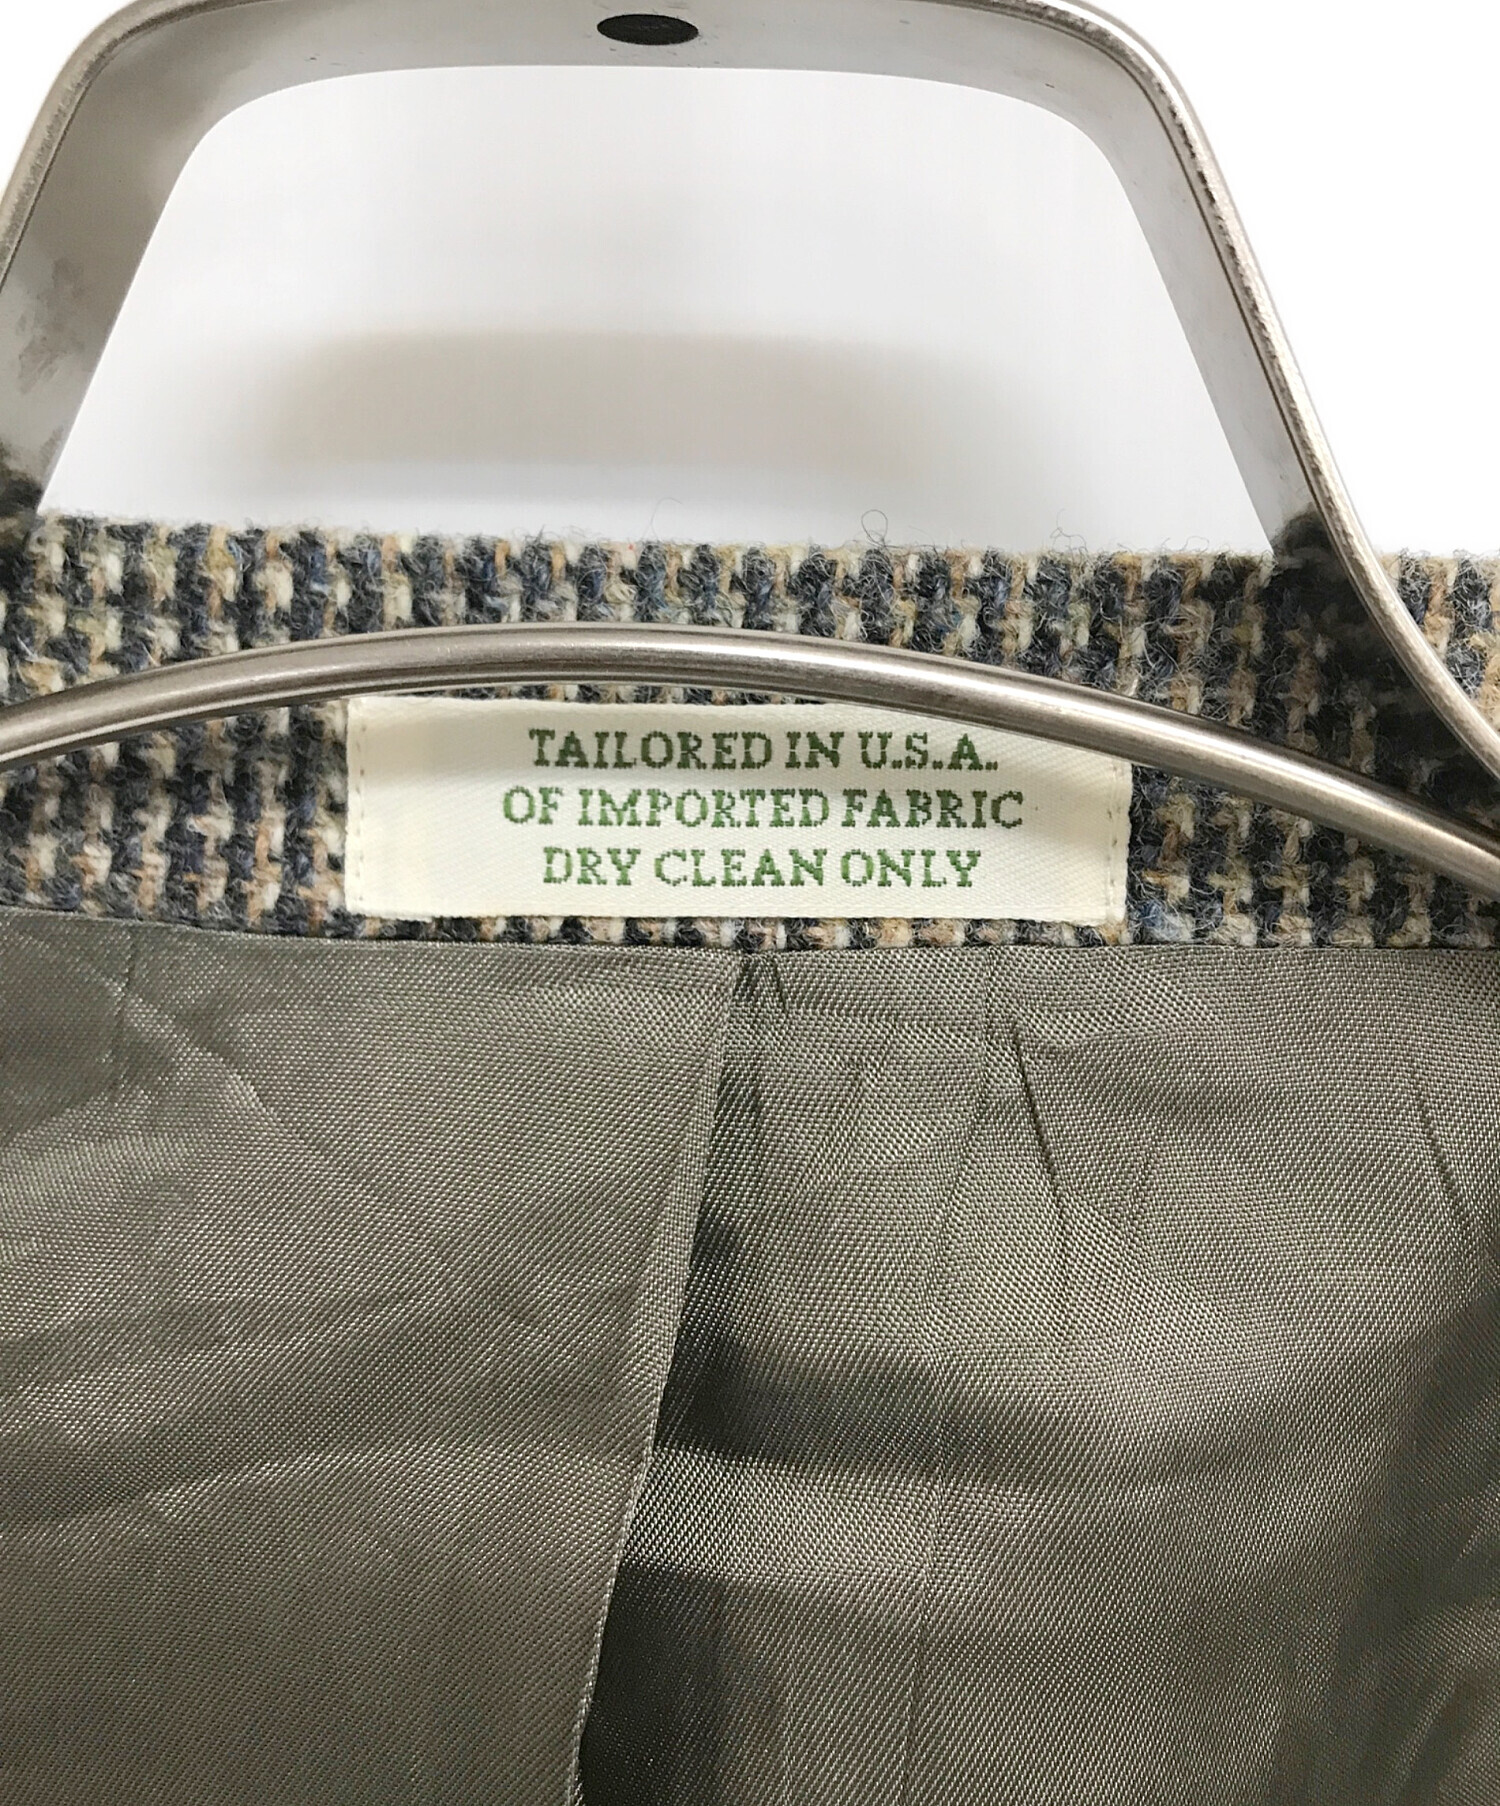 TAILORED IN U.S.A.
OF IMPORTED FABRIC
DRY CLEAN ONLY